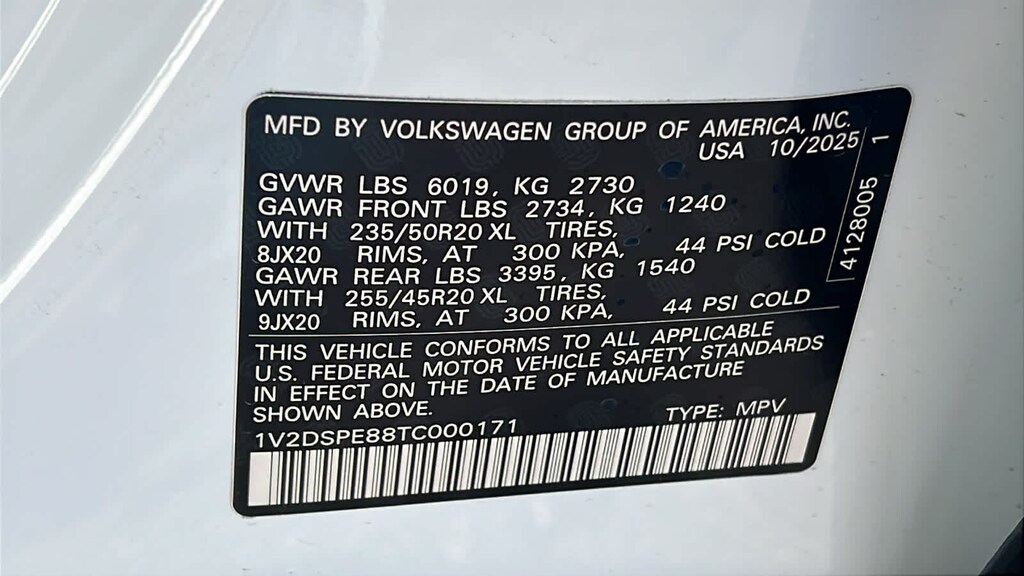 MFD BY VOLKSWAGEN GROUP OF AMERICA, INC.
USA 10/2025
GVWR LBS 6019, KG 2730
GAWR FRONT LBS 2734, KG 1240
WITH 235/50R20 XL TIRES,
8JX20 RIMS, AT 300 KPA, 44 PSI COLD
GAWR REAR LBS 3395, KG 1540
WITH 255/45R20 XL TIRES,
9JX20 RIMS, AT 300 KPA, 44 PSI COLD
4128005 1
THIS VEHICLE CONFORMS TO ALL APPLICABLE
U.S. FEDERAL MOTOR VEHICLE SAFETY STANDARDS
IN EFFECT ON THE DATE OF MANUFACTURE
SHOWN ABOVE.
TYPE: MPV
1V2DSPE88TC000171